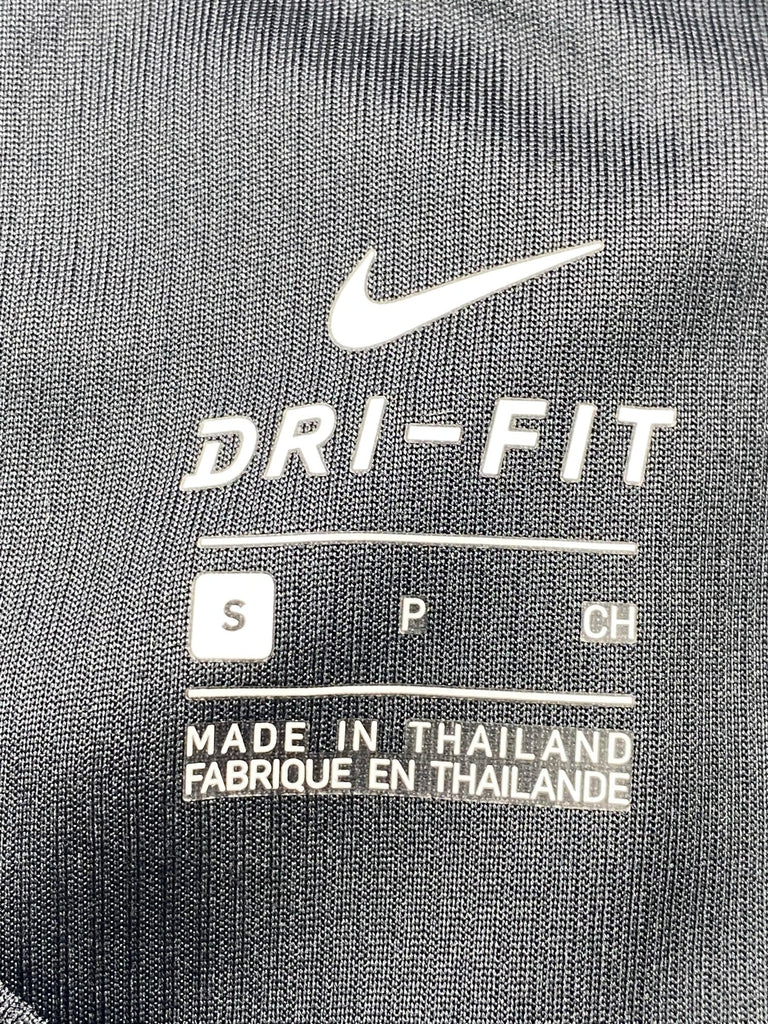 DRI-FIT
S P CH
MADE IN THAILAND
FABRIQUE EN THAILANDE